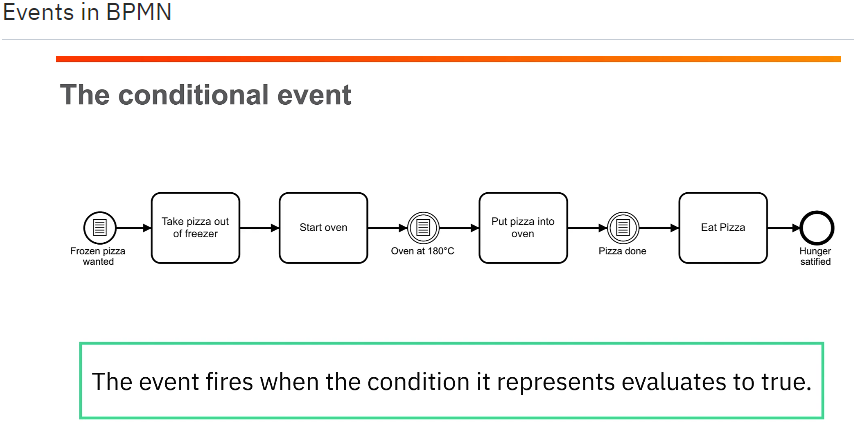 Events in BPMN
The conditional event
Frozen pizza
wanted
Take pizza out
of freezer
Start oven
Oven at 180°C
Put pizza into
oven
Pizza done
Eat Pizza
Hunger
satified
The event fires when the condition it represents evaluates to true.